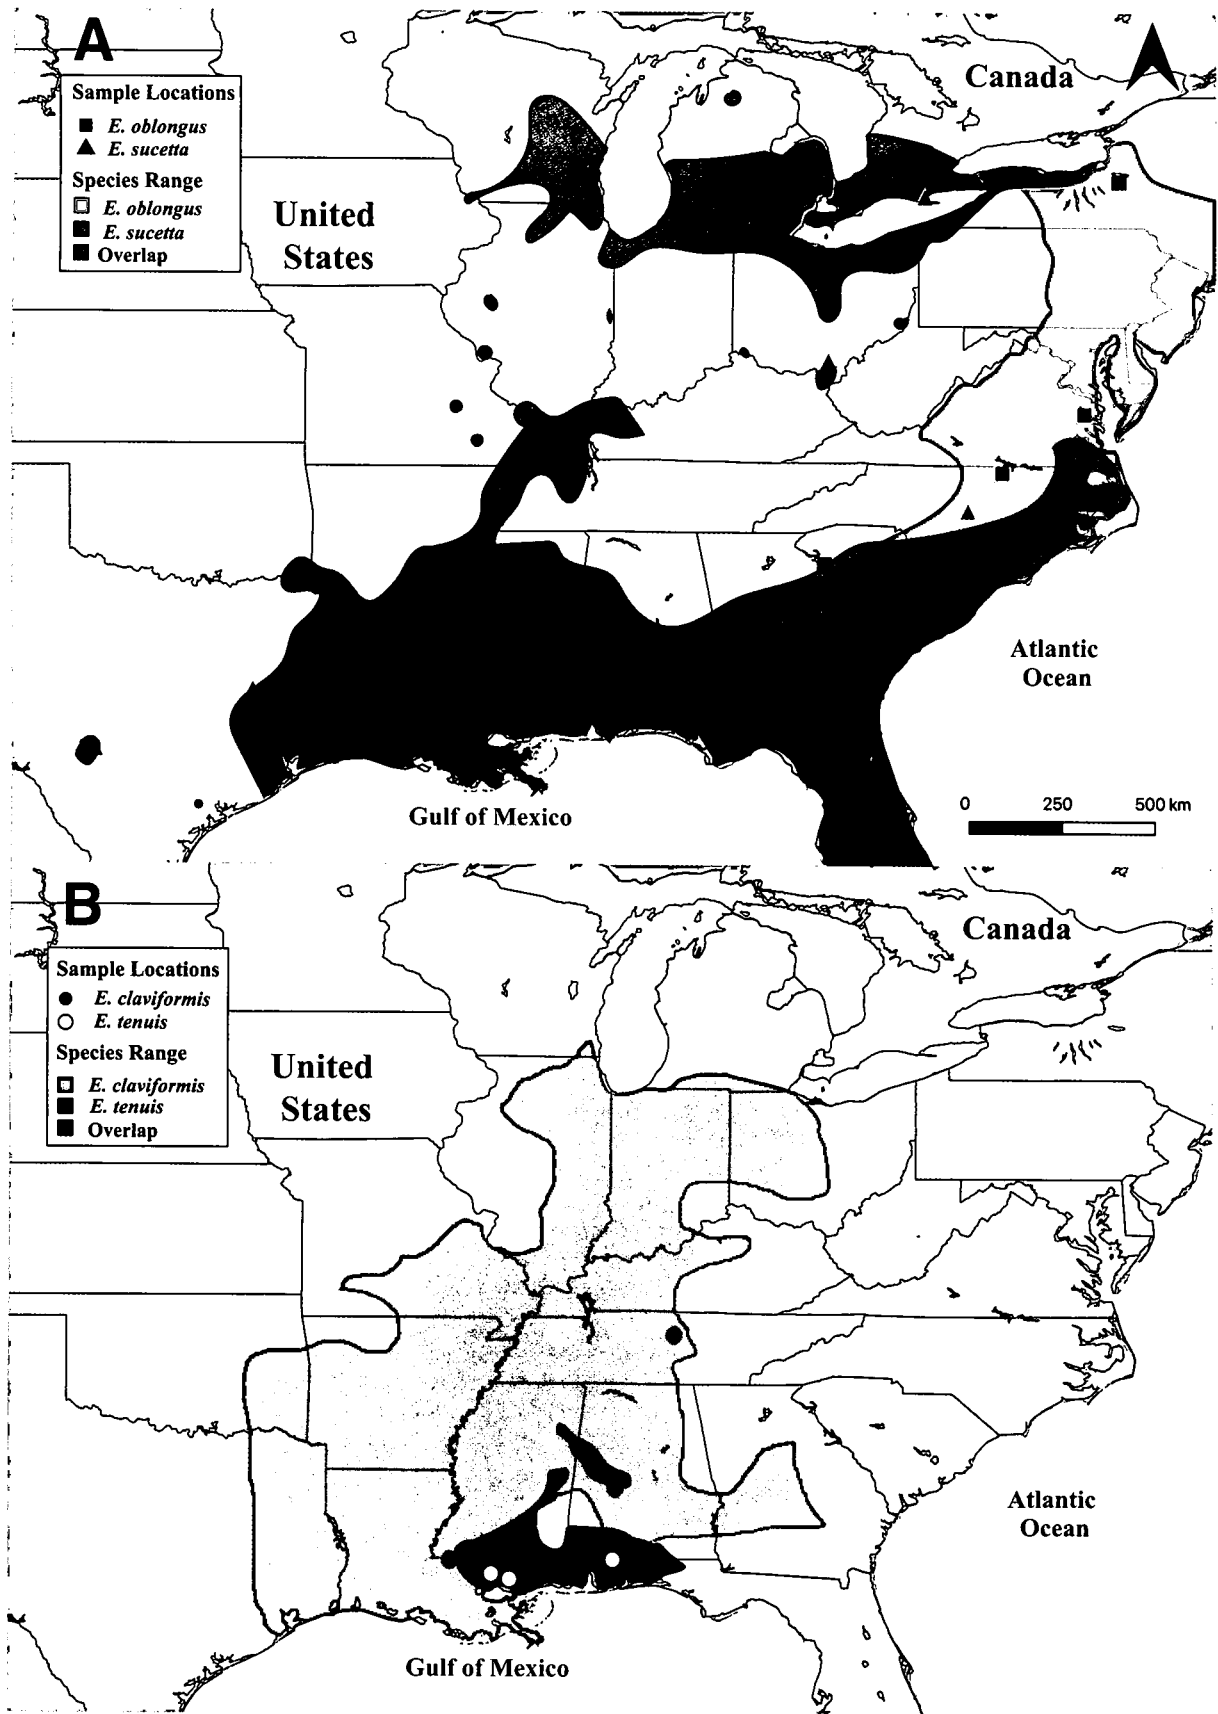 A
Sample Locations
E. oblongus
E. sucetta
Species Range
E. oblongus
E. sucetta
Overlap
Canada
United
States
Atlantic
Ocean
Gulf of Mexico
0 250 500 km
B
Sample Locations
E. claviformis
E. tenuis
Species Range
E. claviformis
E. tenuis
Overlap
Canada
United
States
Atlantic
Ocean
Gulf of Mexico